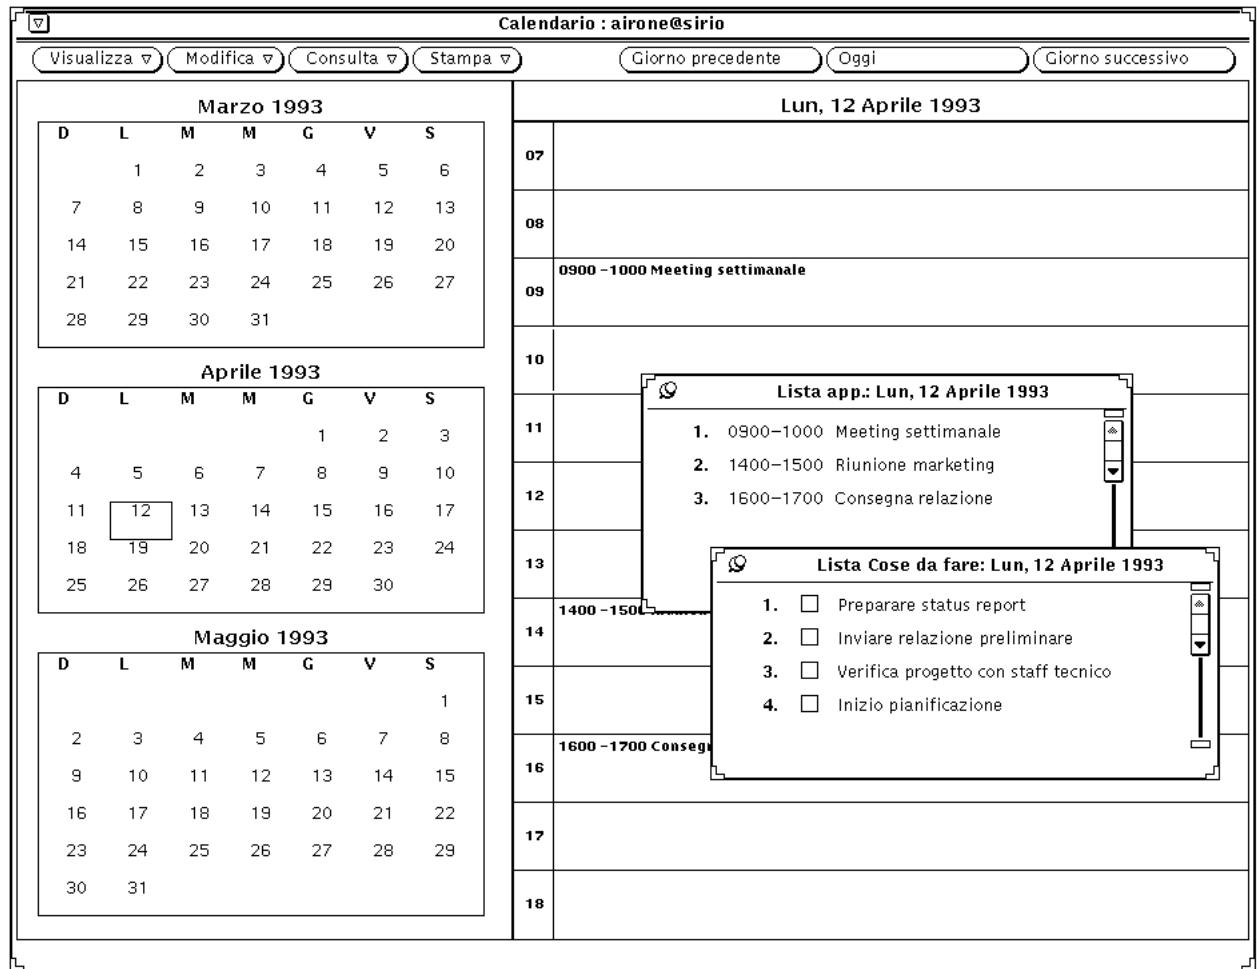 Calendario : airone@sirio
Visualizza Modifica Consulta Stampa Giorno precedente Oggi Giorno successivo
Marzo 1993
D L M M G V S
1 2 3 4 5 6
7 8 9 10 11 12 13
14 15 16 17 18 19 20
21 22 23 24 25 26 27
28 29 30 31
Aprile 1993
D L M M G V S
1 2 3
4 5 6 7 8 9 10
11 12 13 14 15 16 17
18 19 20 21 22 23 24
25 26 27 28 29 30
Maggio 1993
D L M M G V S
1
2 3 4 5 6 7 8
9 10 11 12 13 14 15
16 17 18 19 20 21 22
23 24 25 26 27 28 29
30 31
Lun, 12 Aprile 1993
07
08
0900 -1000 Meeting settimanale
09
10
11
12
13
1400 -1500
14
15
1600 -1700
16
17
18
Lista app.: Lun, 12 Aprile 1993
1. 0900-1000 Meeting settimanale
2. 1400-1500 Riunione marketing
3. 1600-1700 Consegna relazione
Lista Cose da fare: Lun, 12 Aprile 1993
1. Preparare status report
2. Inviare relazione preliminare
3. Verifica progetto con staff tecnico
4. Inizio pianificazione